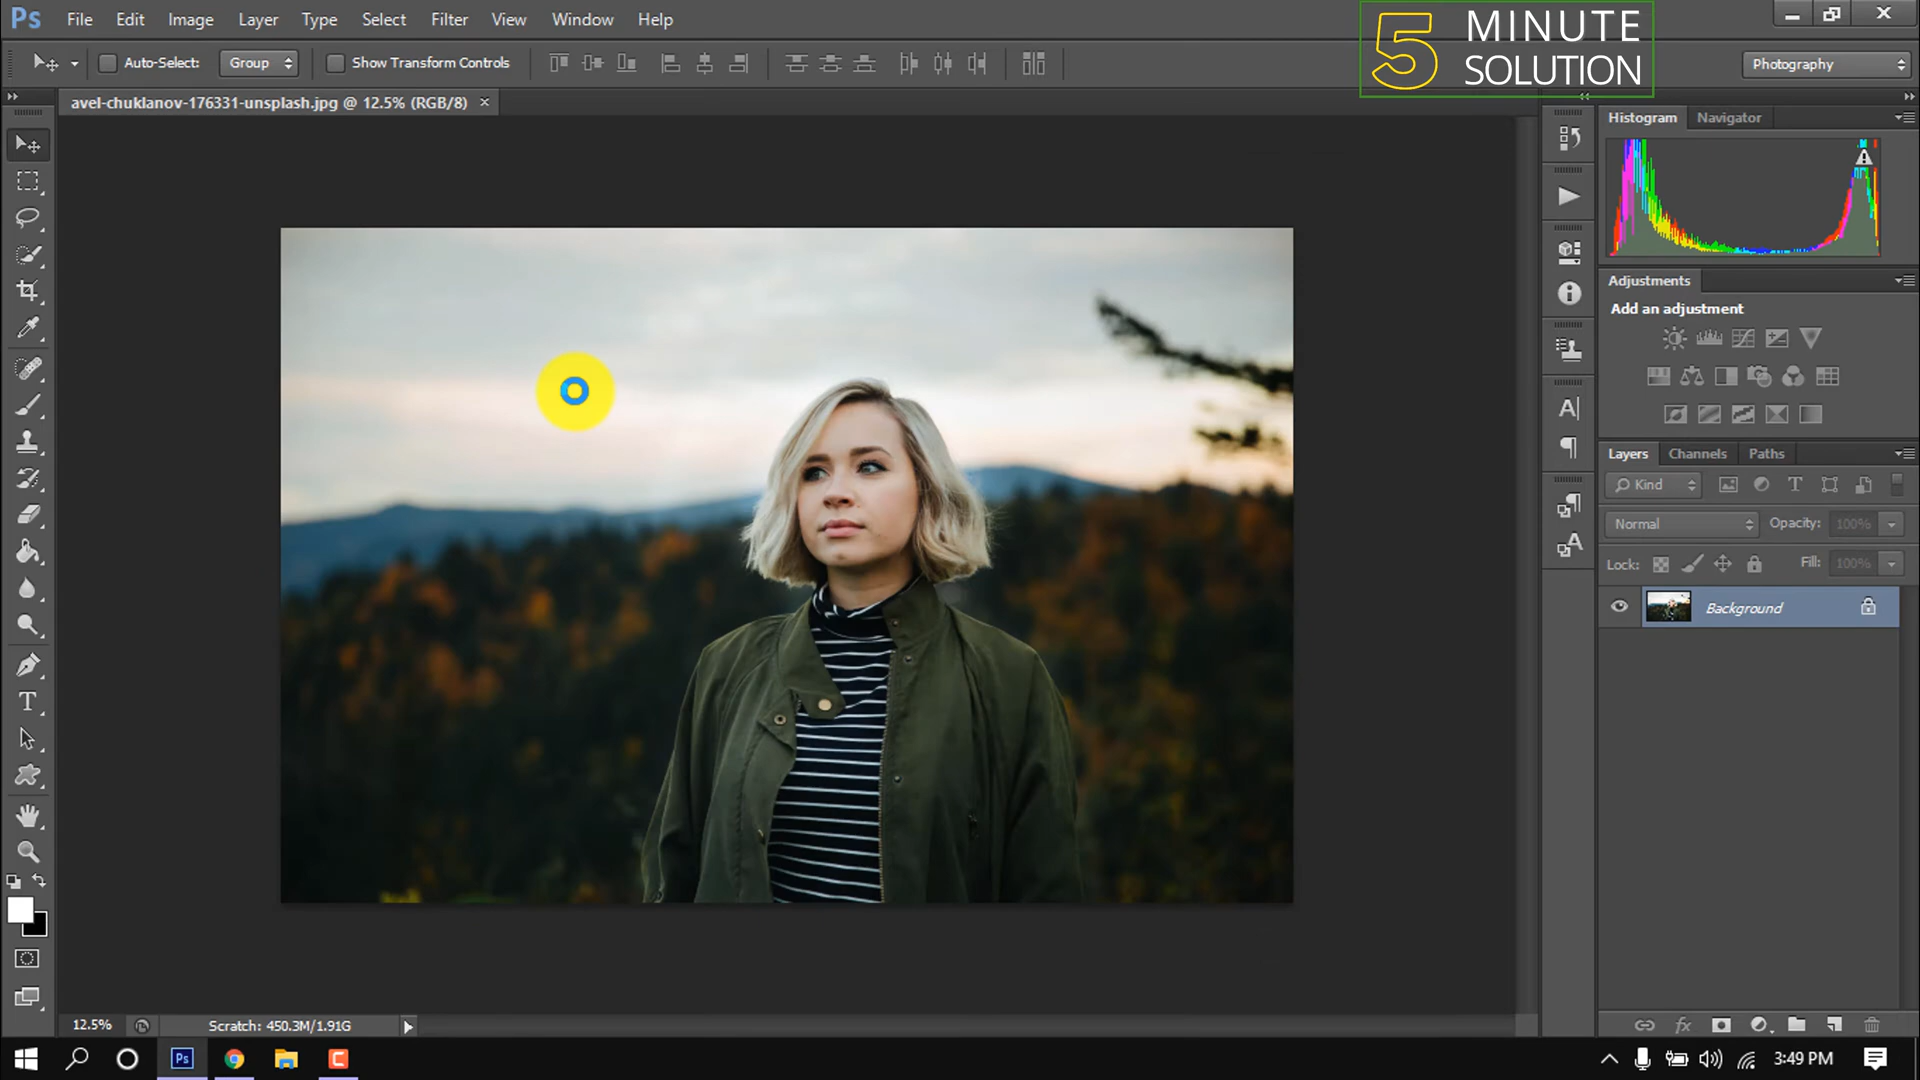 Ps File Edit Image Layer Type Select Filter View Window Help
5 MINUTE
SOLUTION
Auto-Select: Group Show Transform Controls
Photography
avel-chuklanov-176331-unsplash.jpg @ 12.5% (RGB/8) ×
Histogram Navigator
Adjustments
Add an adjustment
Layers Channels Paths
Kind
Normal Opacity: 100%
Lock: Fill: 100%
Background
T
12.5% Scratch: 450.3M/1.91G
fx
Ps
3:49 PM